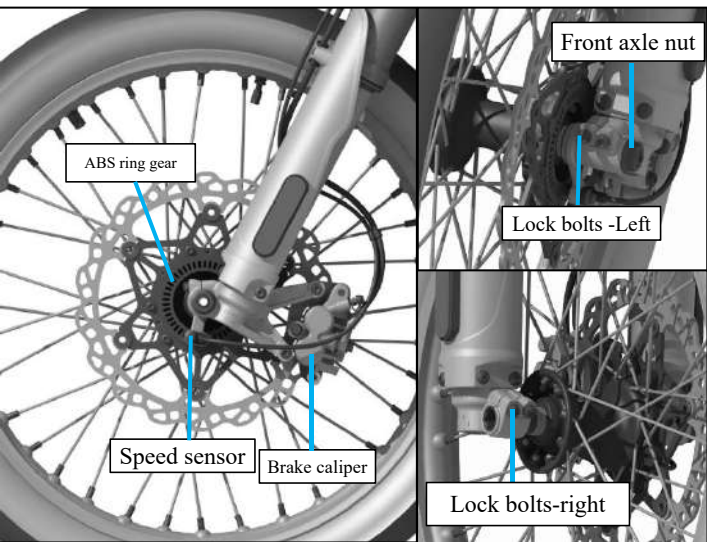 ABS ring gear
Speed sensor
Brake caliper
Front axle nut
Lock bolts -Left
Lock bolts-right